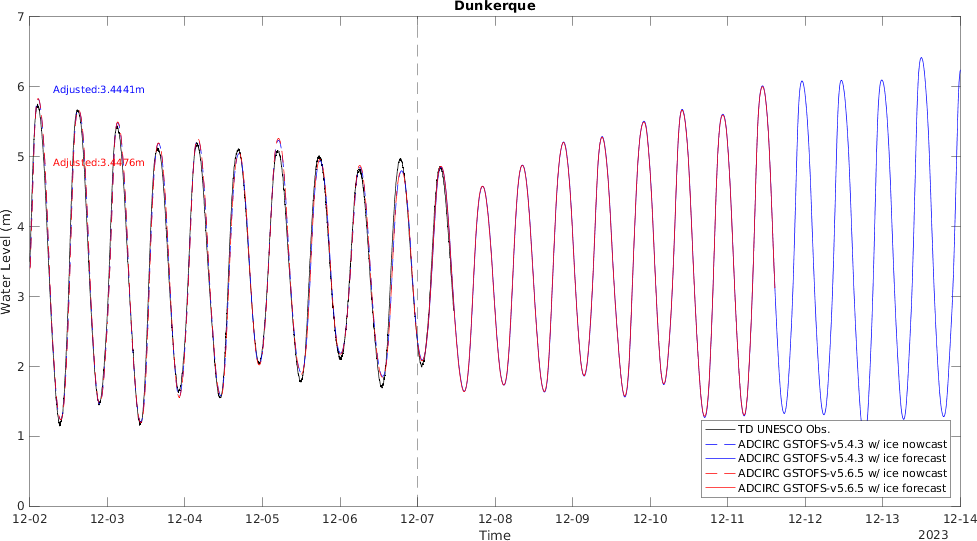 Dunkerque
7
6
5
4
3
2
1
0
Water Level (m)
Adjusted:3.4441m
Adjusted:3.4476m
TD UNESCO Obs.
ADCIRC GSTOFS-v5.4.3 w/ ice nowcast
ADCIRC GSTOFS-v5.4.3 w/ ice forecast
ADCIRC GSTOFS-v5.6.5 w/ ice nowcast
ADCIRC GSTOFS-v5.6.5 w/ ice forecast
12-02 12-03 12-04 12-05 12-06 12-07 12-08 12-09 12-10 12-11 12-12 12-13 12-14
Time
2023